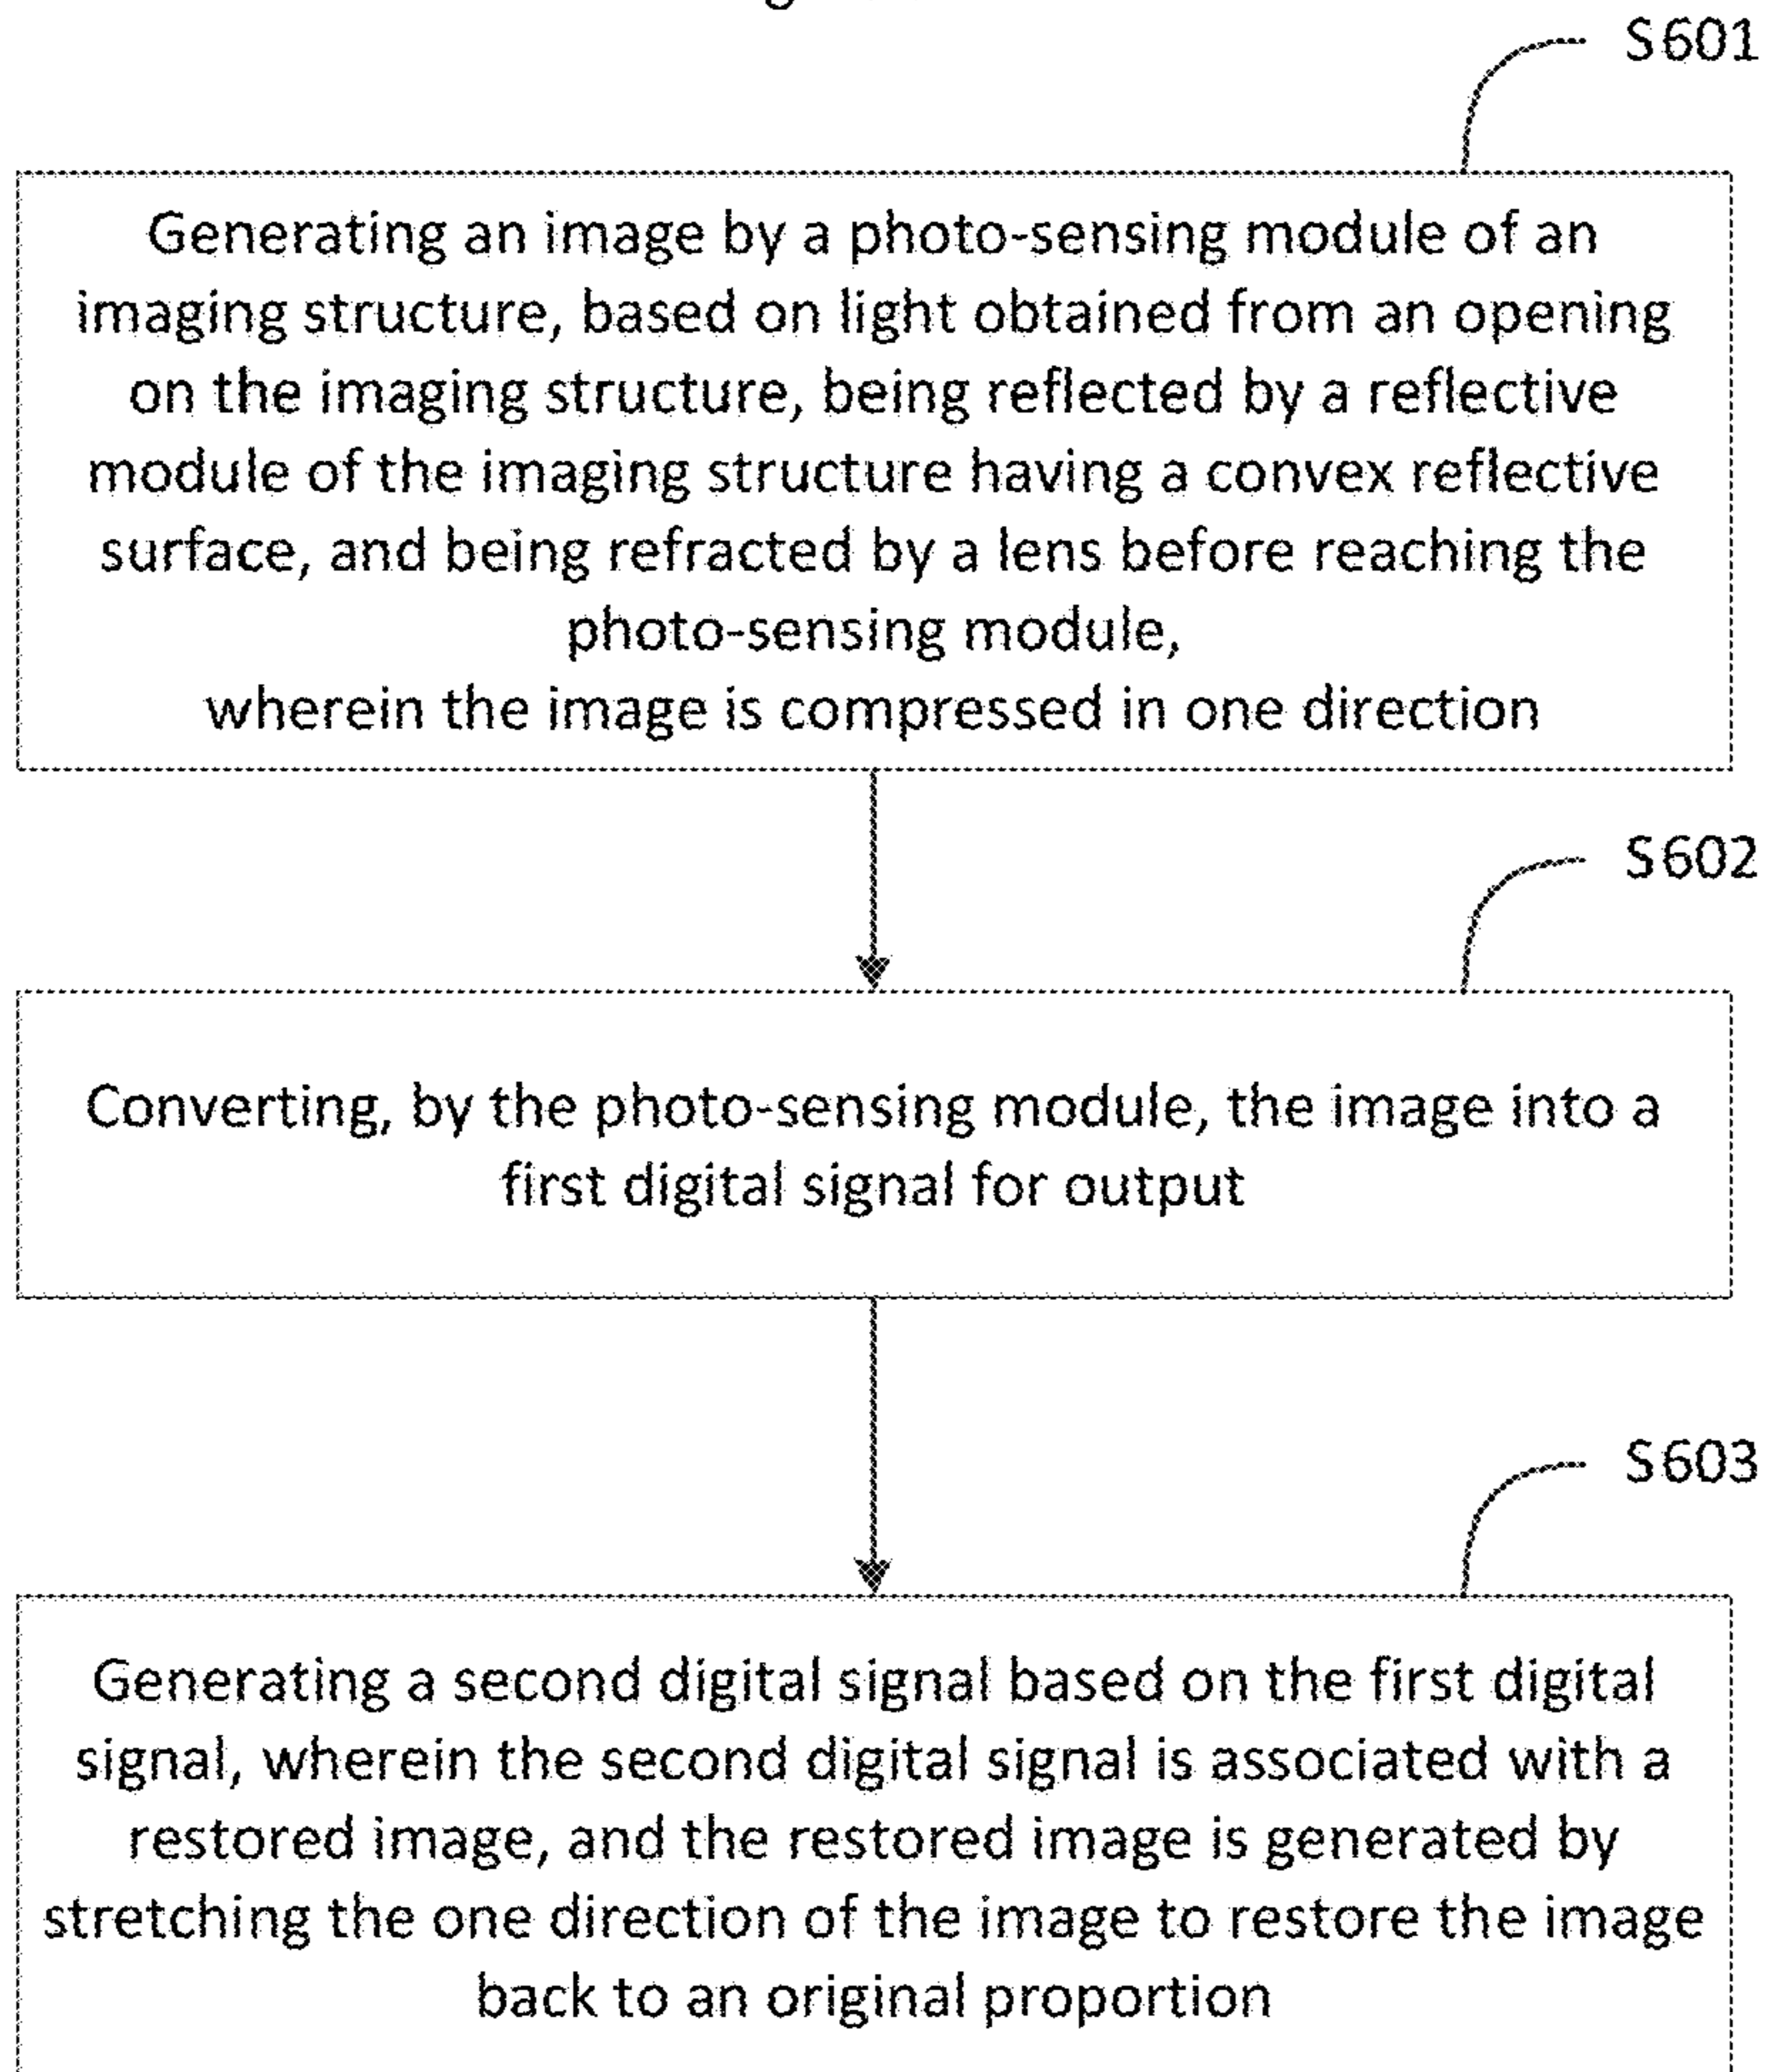 S601
Generating an image by a photo-sensing module of an
imaging structure, based on light obtained from an opening
on the imaging structure, being reflected by a reflective
module of the imaging structure having a convex reflective
surface, and being refracted by a lens before reaching the
photo-sensing module,
wherein the image is compressed in one direction
S602
Converting, by the photo-sensing module, the image into a
first digital signal for output
S603
Generating a second digital signal based on the first digital
signal, wherein the second digital signal is associated with a
restored image, and the restored image is generated by
stretching the one direction of the image to restore the image
back to an original proportion